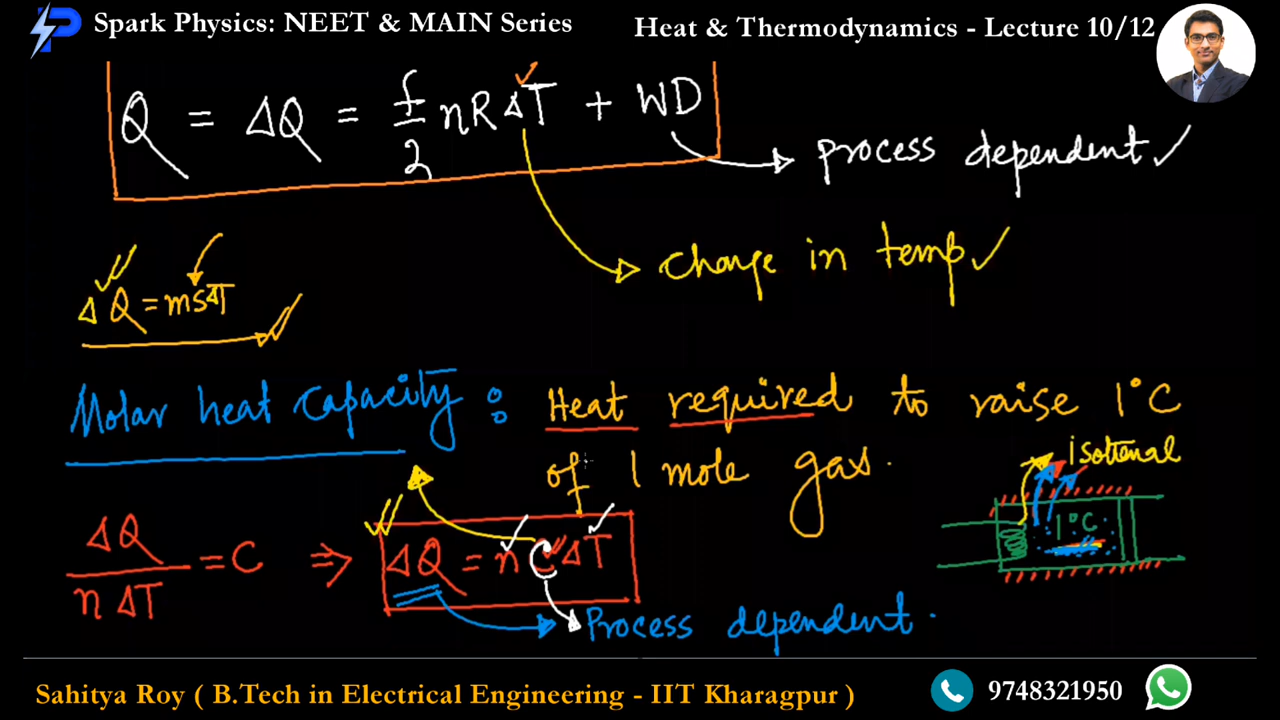 Spark Physics: NEET & MAIN Series
Heat & Thermodynamics - Lecture 10/12
Q = ΔQ = f/2 nRΔT + WD
process dependent
change in temp
ΔQ = msΔT
Molar heat capacity : Heat required to raise 1°C
of 1 mole gas.
isothermal
1°C
ΔQ/nΔT = C ⇒ ΔQ = nCΔT
Process dependent.
Sahitya Roy ( B.Tech in Electrical Engineering - IIT Kharagpur )
9748321950